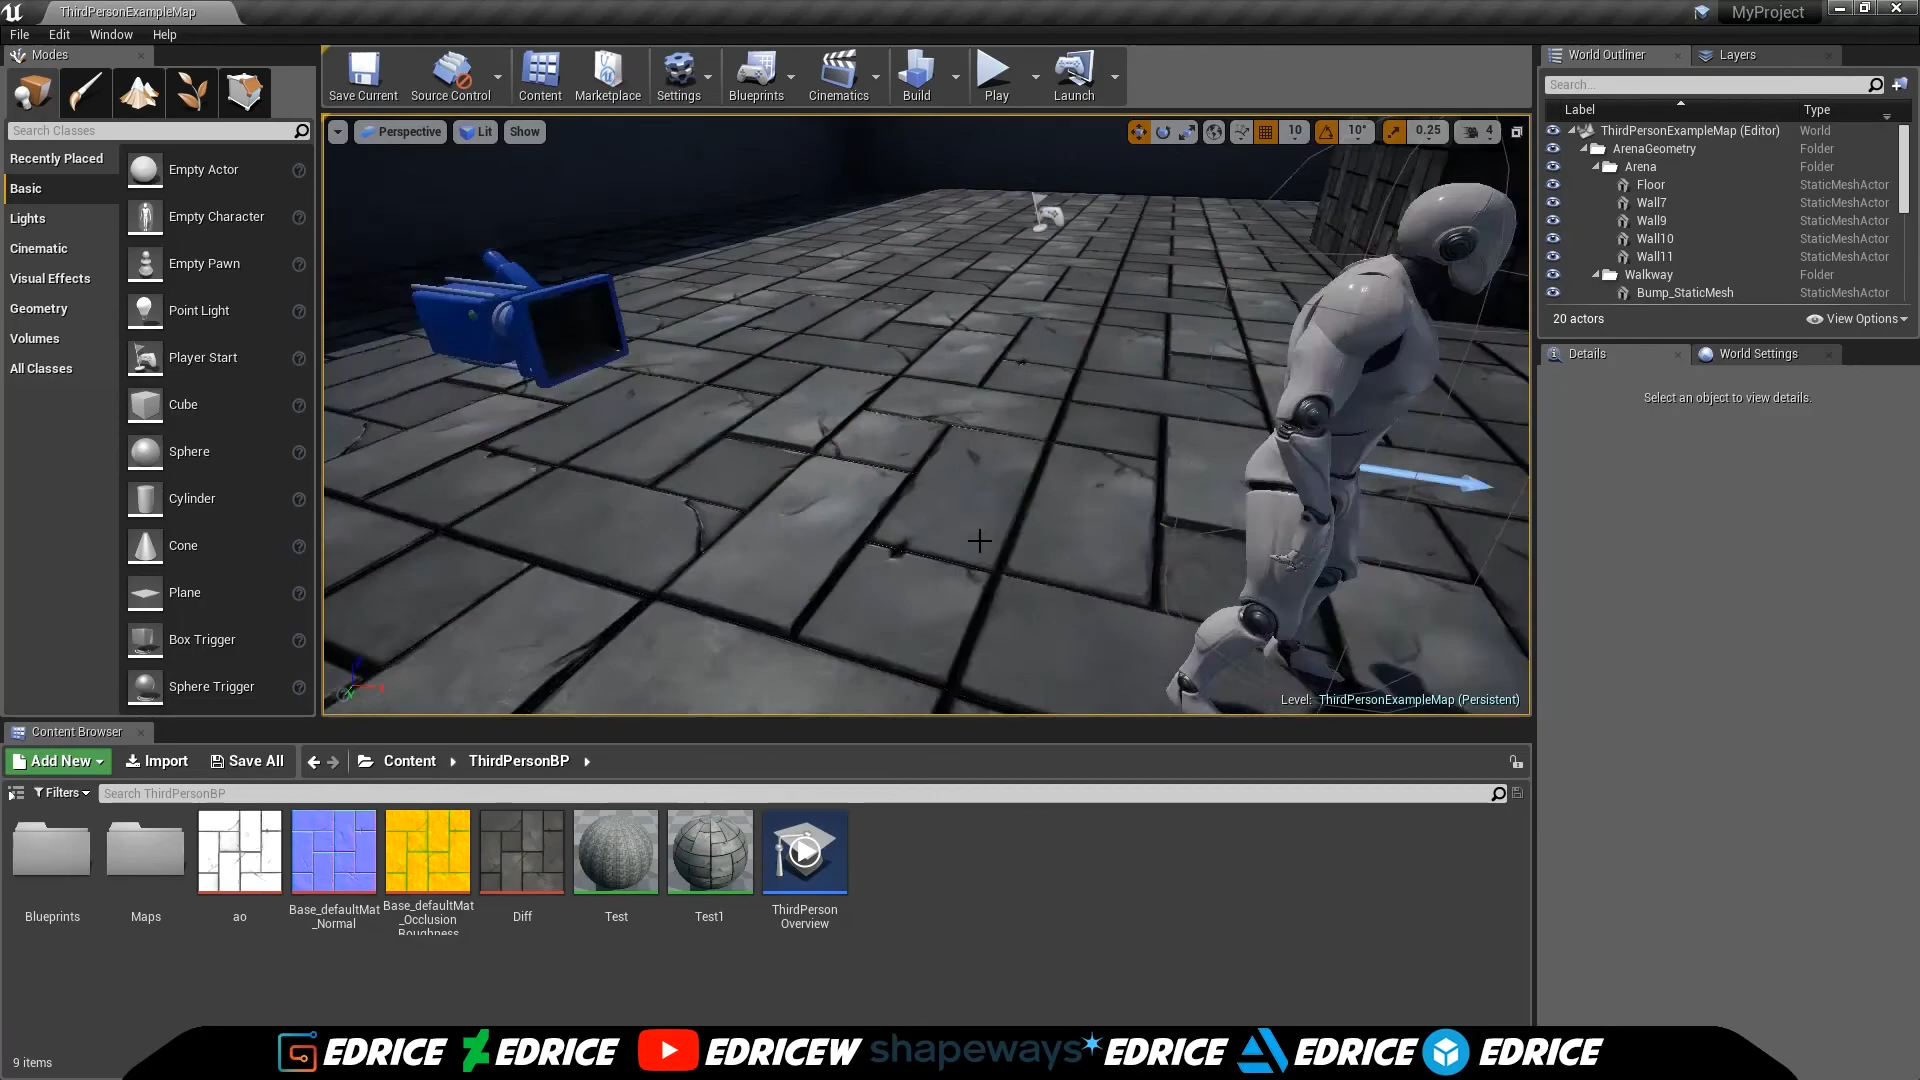 ThirdPersonExampleMap
MyProject
File Edit Window Help
Modes
Search Classes
Recently Placed
Basic
Lights
Cinematic
Visual Effects
Geometry
Volumes
All Classes
Empty Actor
Empty Character
Empty Pawn
Point Light
Player Start
Cube
Sphere
Cylinder
Cone
Plane
Box Trigger
Sphere Trigger
Save Current Source Control Content Marketplace Settings Blueprints Cinematics Build Play Launch
Perspective Lit Show
10 10° 0.25 4
Level: ThirdPersonExampleMap (Persistent)
World Outliner Layers
Search...
Label Type
ThirdPersonExampleMap (Editor) World
ArenaGeometry Folder
Arena Folder
Floor StaticMeshActor
Wall7 StaticMeshActor
Wall9 StaticMeshActor
Wall10 StaticMeshActor
Wall11 StaticMeshActor
Walkway Folder
Bump_StaticMesh StaticMeshActor
20 actors View Options
Details World Settings
Select an object to view details.
Content Browser
Add New Import Save All Content ThirdPersonBP
Filters Search ThirdPersonBP
Blueprints
Maps
ao
Base_defaultMat
_Normal
Base_defaultMat
_Occlusion
Roughness
Diff
Test
Test1
ThirdPerson
Overview
9 items
EDRICE EDRICE EDRICEW shapeways EDRICE EDRICE EDRICE